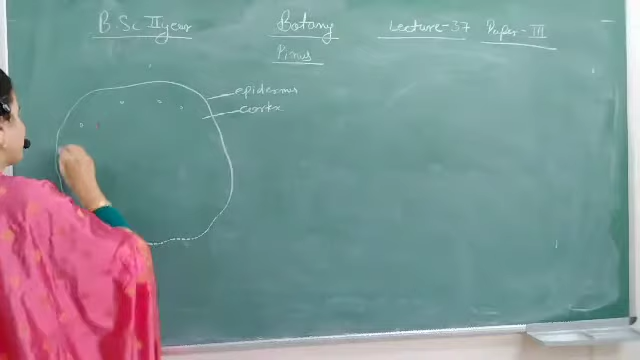 B.Sc II year Botany Lecture-37 Paper-III
Pinus
epidermis
cortex